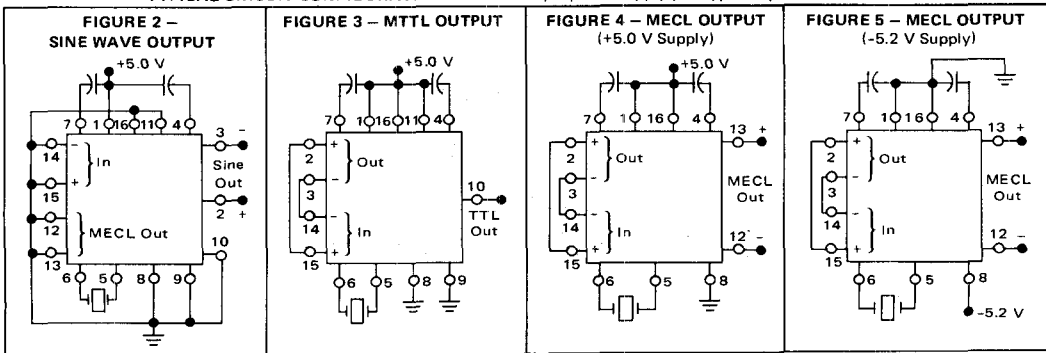 FIGURE 2 –
SINE WAVE OUTPUT
+5.0 V
7 1 16 11 4
3 –
14 – In
15 +
Sine
Out
2 +
12 MECL Out
13
10
6 5 8 9
FIGURE 3 – MTTL OUTPUT
+5.0 V
7 1 16 11 4
2 + Out
3 –
10
TTL
Out
14 – In
15 +
6 5 8 9
FIGURE 4 – MECL OUTPUT
(+5.0 V Supply)
+5.0 V
7 1 16 4
13 +
2 + Out
3 –
MECL
Out
14 – In
12 –
15 +
6 5 8
FIGURE 5 – MECL OUTPUT
(-5.2 V Supply)
7 1 16 4
13 +
2 + Out
3 –
MECL
Out
14 – In
12 –
15 +
6 5 8
-5.2 V